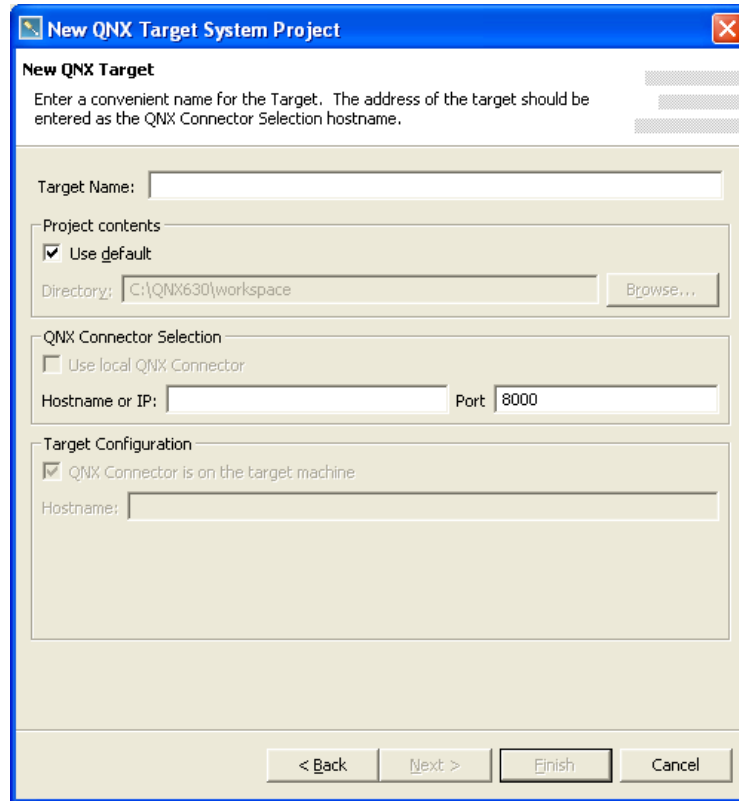 New QNX Target System Project
New QNX Target
Enter a convenient name for the Target. The address of the target should be
entered as the QNX Connector Selection hostname.
Target Name:
Project contents
Use default
Directory: C:\QNX630\workspace Browse...
QNX Connector Selection
Use local QNX Connector
Hostname or IP: Port 8000
Target Configuration
QNX Connector is on the target machine
Hostname:
< Back Next > Finish Cancel